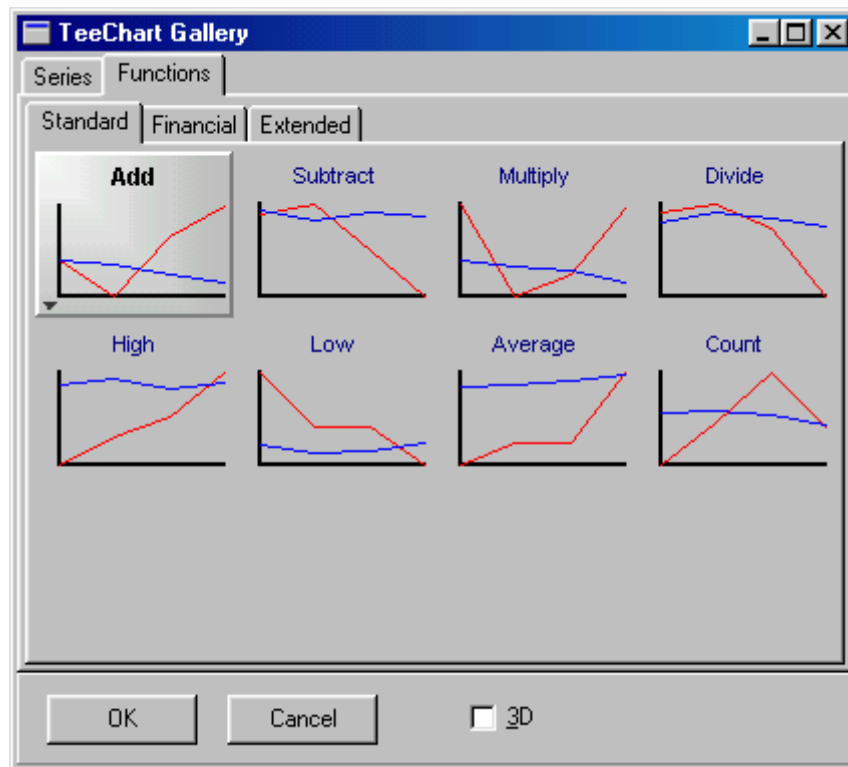 TeeChart Gallery
Series Functions
Standard Financial Extended
Add Subtract Multiply Divide
High Low Average Count
OK Cancel 3D